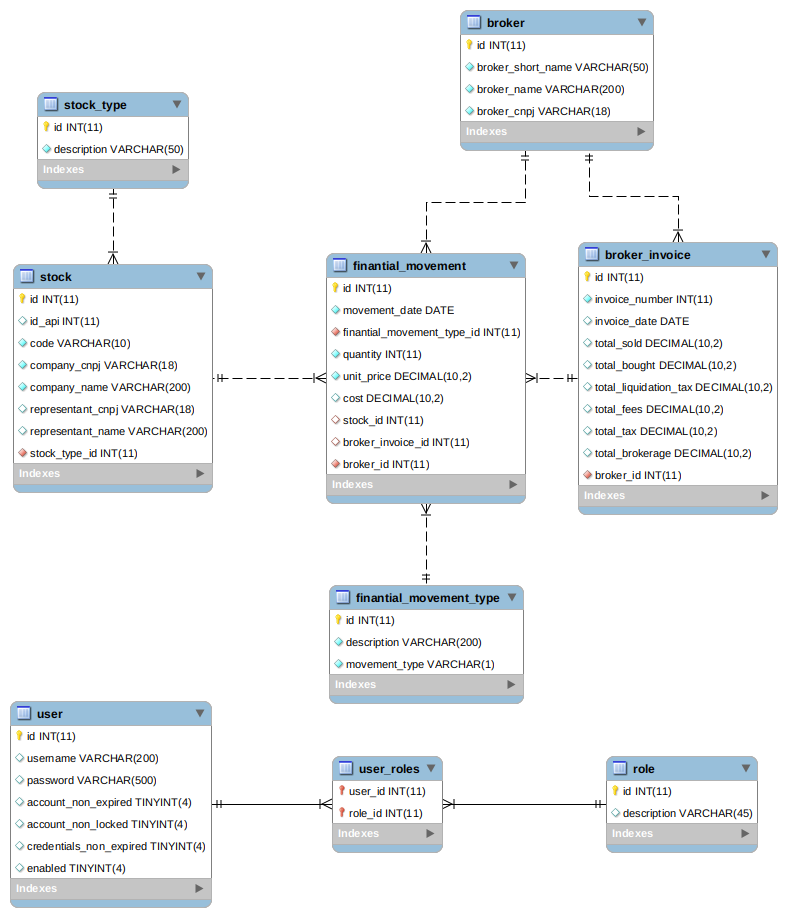 broker
id INT(11)
broker_short_name VARCHAR(50)
broker_name VARCHAR(200)
broker_cnpj VARCHAR(18)
Indexes
stock_type
id INT(11)
description VARCHAR(50)
Indexes
stock
id INT(11)
id_api INT(11)
code VARCHAR(10)
company_cnpj VARCHAR(18)
company_name VARCHAR(200)
representant_cnpj VARCHAR(18)
representant_name VARCHAR(200)
stock_type_id INT(11)
Indexes
finantial_movement
id INT(11)
movement_date DATE
finantial_movement_type_id INT(11)
quantity INT(11)
unit_price DECIMAL(10,2)
cost DECIMAL(10,2)
stock_id INT(11)
broker_invoice_id INT(11)
broker_id INT(11)
Indexes
broker_invoice
id INT(11)
invoice_number INT(11)
invoice_date DATE
total_sold DECIMAL(10,2)
total_bought DECIMAL(10,2)
total_liquidation_tax DECIMAL(10,2)
total_fees DECIMAL(10,2)
total_tax DECIMAL(10,2)
total_brokerage DECIMAL(10,2)
broker_id INT(11)
Indexes
finantial_movement_type
id INT(11)
description VARCHAR(200)
movement_type VARCHAR(1)
Indexes
user
id INT(11)
username VARCHAR(200)
password VARCHAR(500)
account_non_expired TINYINT(4)
account_non_locked TINYINT(4)
credentials_non_expired TINYINT(4)
enabled TINYINT(4)
Indexes
user_roles
user_id INT(11)
role_id INT(11)
Indexes
role
id INT(11)
description VARCHAR(45)
Indexes